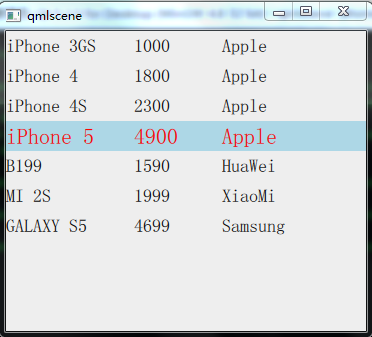 qmlscene
iPhone 3GS 1000 Apple
iPhone 4 1800 Apple
iPhone 4S 2300 Apple
iPhone 5 4900 Apple
B199 1590 HuaWei
MI 2S 1999 XiaoMi
GALAXY S5 4699 Samsung